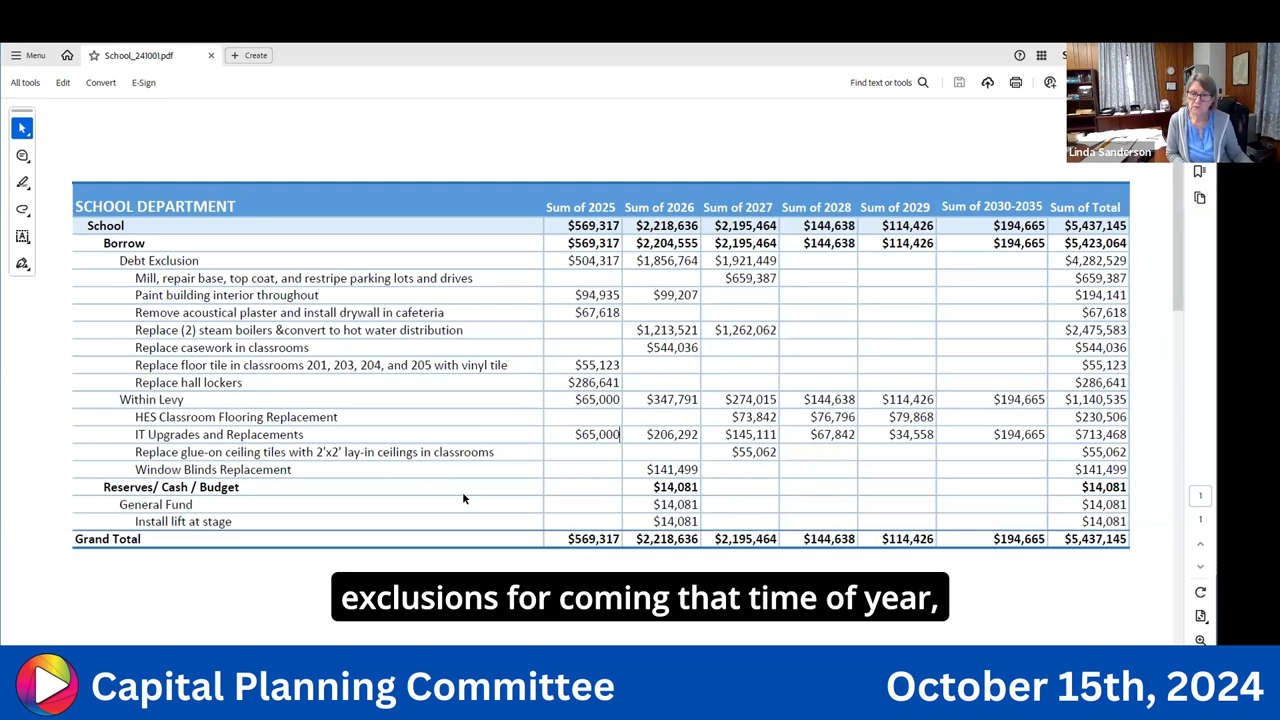 Menu School_241001.pdf Create
All tools Edit Convert E-Sign Find text or tools
Linda Sanderson
SCHOOL DEPARTMENT Sum of 2025 Sum of 2026 Sum of 2027 Sum of 2028 Sum of 2029 Sum of 2030-2035 Sum of Total
School $569,317 $2,218,636 $2,195,464 $144,638 $114,426 $194,665 $5,437,145
Borrow $569,317 $2,204,555 $2,195,464 $144,638 $114,426 $194,665 $5,423,064
Debt Exclusion $504,317 $1,856,764 $1,921,449 $4,282,529
Mill, repair base, top coat, and restripe parking lots and drives $659,387 $659,387
Paint building interior throughout $94,935 $99,207 $194,141
Remove acoustical plaster and install drywall in cafeteria $67,618 $67,618
Replace (2) steam boilers &convert to hot water distribution $1,213,521 $1,262,062 $2,475,583
Replace casework in classrooms $544,036 $544,036
Replace floor tile in classrooms 201, 203, 204, and 205 with vinyl tile $55,123 $55,123
Replace hall lockers $286,641 $286,641
Within Levy $65,000 $347,791 $274,015 $144,638 $114,426 $194,665 $1,140,535
HES Classroom Flooring Replacement $73,842 $76,796 $79,868 $230,506
IT Upgrades and Replacements $65,000 $206,292 $145,111 $67,842 $34,558 $194,665 $713,468
Replace glue-on ceiling tiles with 2'x2' lay-in ceilings in classrooms $55,062 $55,062
Window Blinds Replacement $141,499 $141,499
Reserves/ Cash / Budget $14,081 $14,081
General Fund $14,081 $14,081
Install lift at stage $14,081 $14,081
Grand Total $569,317 $2,218,636 $2,195,464 $144,638 $114,426 $194,665 $5,437,145
1
1
exclusions for coming that time of year,
Capital Planning Committee October 15th, 2024